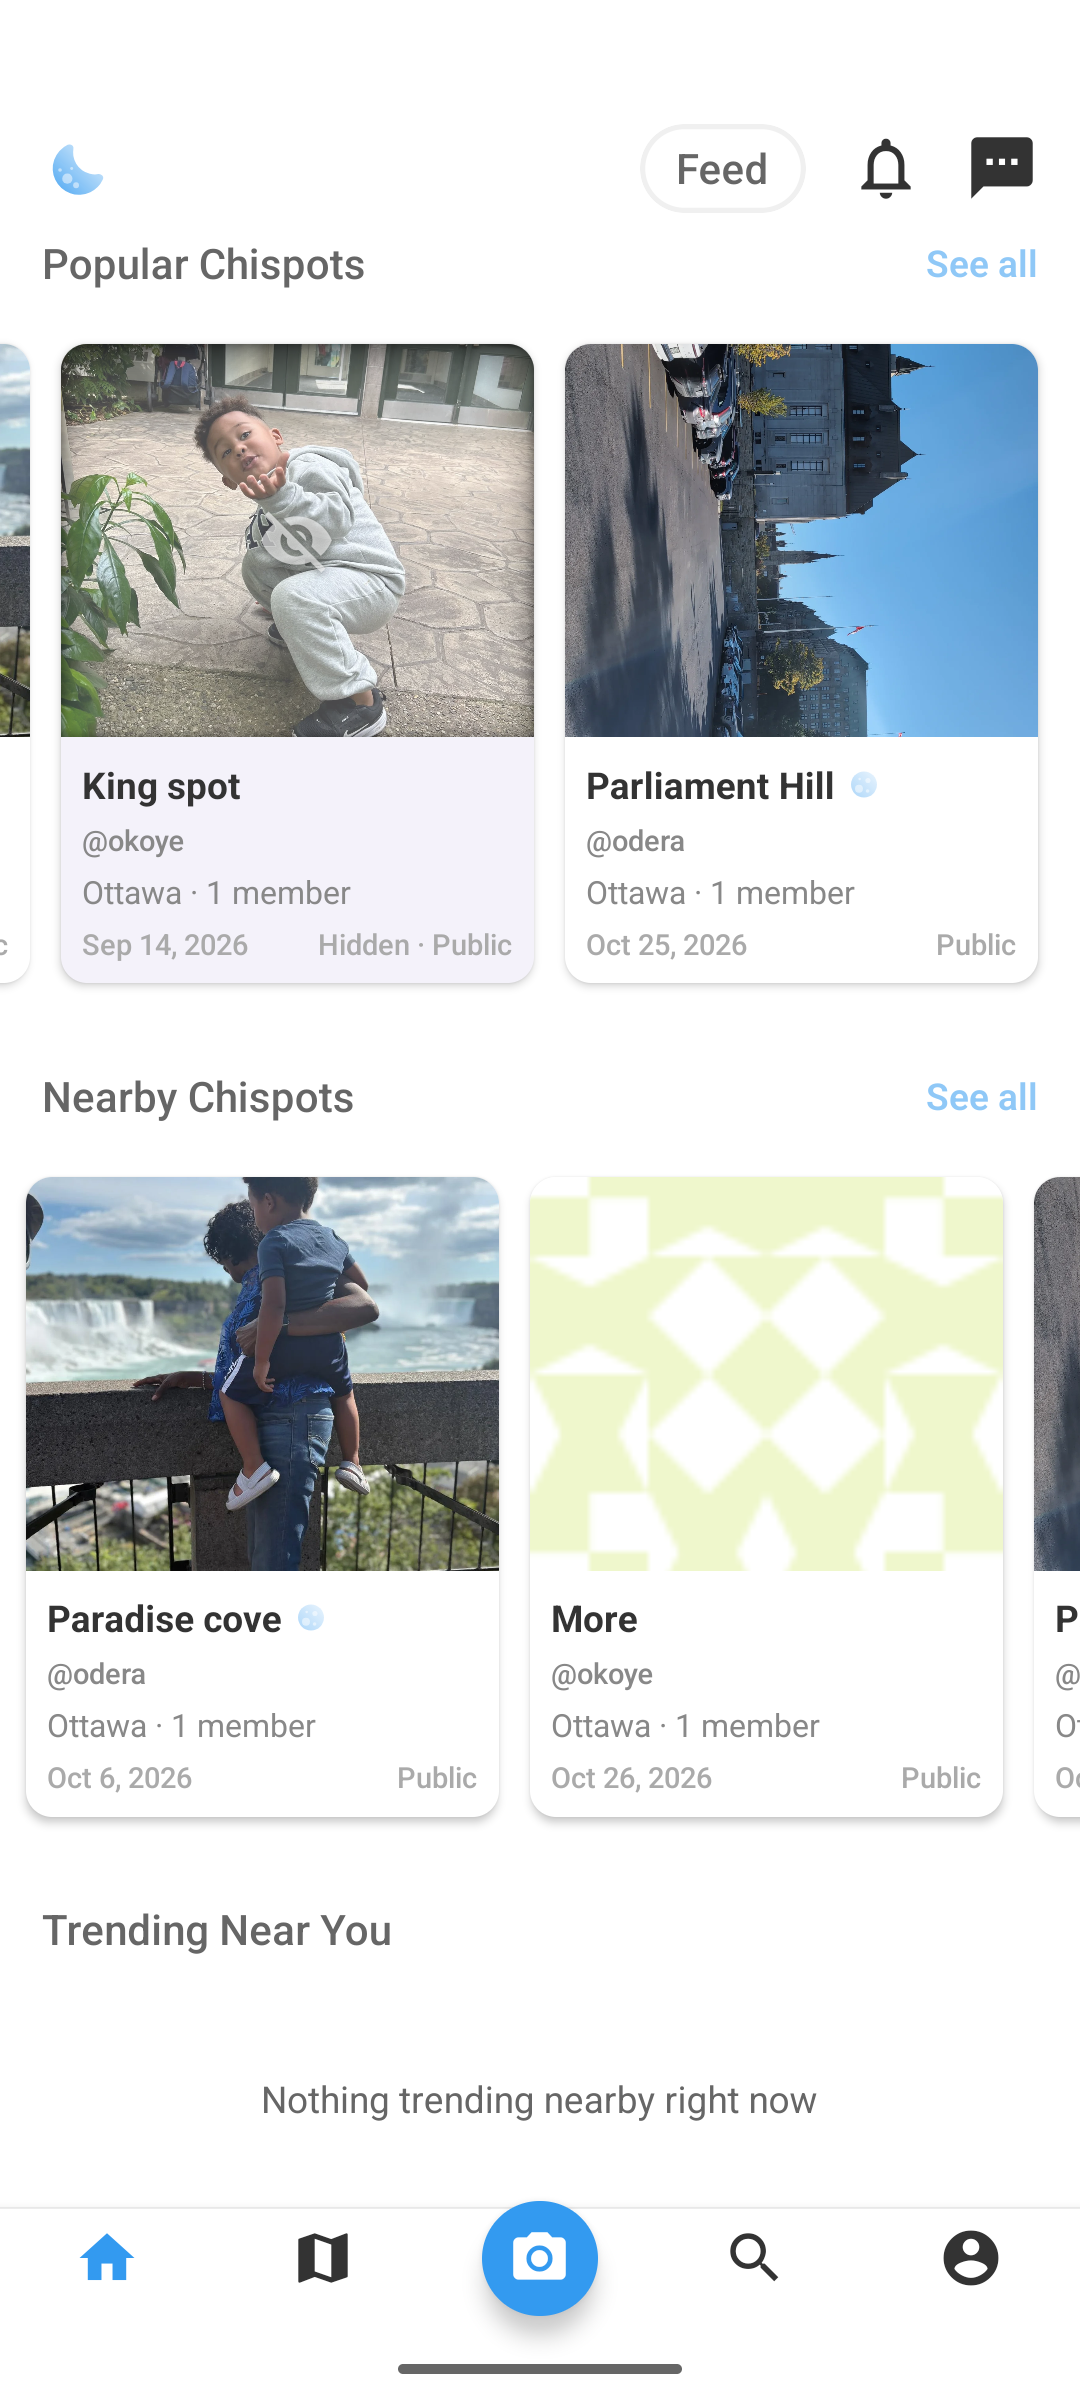 Feed
Popular Chispots
See all
King spot
@okoye
Ottawa · 1 member
Sep 14, 2026
Hidden · Public
Parliament Hill
@odera
Ottawa · 1 member
Oct 25, 2026
Public
Nearby Chispots
See all
Paradise cove
@odera
Ottawa · 1 member
Oct 6, 2026
Public
More
@okoye
Ottawa · 1 member
Oct 26, 2026
Public
Trending Near You
Nothing trending nearby right now